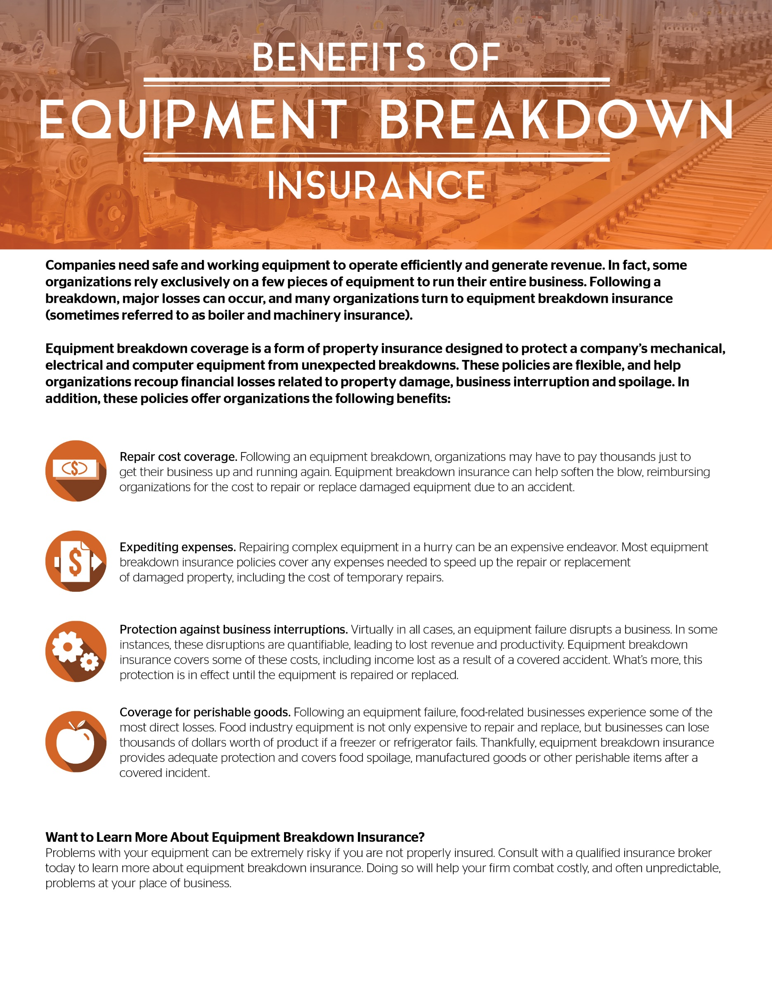 BENEFITS OF
EQUIPMENT BREAKDOWN
INSURANCE
Companies need safe and working equipment to operate efficiently and generate revenue. In fact, some
organizations rely exclusively on a few pieces of equipment to run their entire business. Following a
breakdown, major losses can occur, and many organizations turn to equipment breakdown insurance
(sometimes referred to as boiler and machinery insurance).
Equipment breakdown coverage is a form of property insurance designed to protect a company's mechanical,
electrical and computer equipment from unexpected breakdowns. These policies are flexible, and help
organizations recoup financial losses related to property damage, business interruption and spoilage. In
addition, these policies offer organizations the following benefits:
$
Repair cost coverage. Following an equipment breakdown, organizations may have to pay thousands just to
get their business up and running again. Equipment breakdown insurance can help soften the blow, reimbursing
organizations for the cost to repair or replace damaged equipment due to an accident.
$
Expediting expenses. Repairing complex equipment in a hurry can be an expensive endeavor. Most equipment
breakdown insurance policies cover any expenses needed to speed up the repair or replacement
of damaged property, including the cost of temporary repairs.
Protection against business interruptions. Virtually in all cases, an equipment failure disrupts a business. In some
instances, these disruptions are quantifiable, leading to lost revenue and productivity. Equipment breakdown
insurance covers some of these costs, including income lost as a result of a covered accident. What's more, this
protection is in effect until the equipment is repaired or replaced.
Coverage for perishable goods. Following an equipment failure, food-related businesses experience some of the
most direct losses. Food industry equipment is not only expensive to repair and replace, but businesses can lose
thousands of dollars worth of product if a freezer or refrigerator fails. Thankfully, equipment breakdown insurance
provides adequate protection and covers food spoilage, manufactured goods or other perishable items after a
covered incident.
Want to Learn More About Equipment Breakdown Insurance?
Problems with your equipment can be extremely risky if you are not properly insured. Consult with a qualified insurance broker
today to learn more about equipment breakdown insurance. Doing so will help your firm combat costly, and often unpredictable,
problems at your place of business.